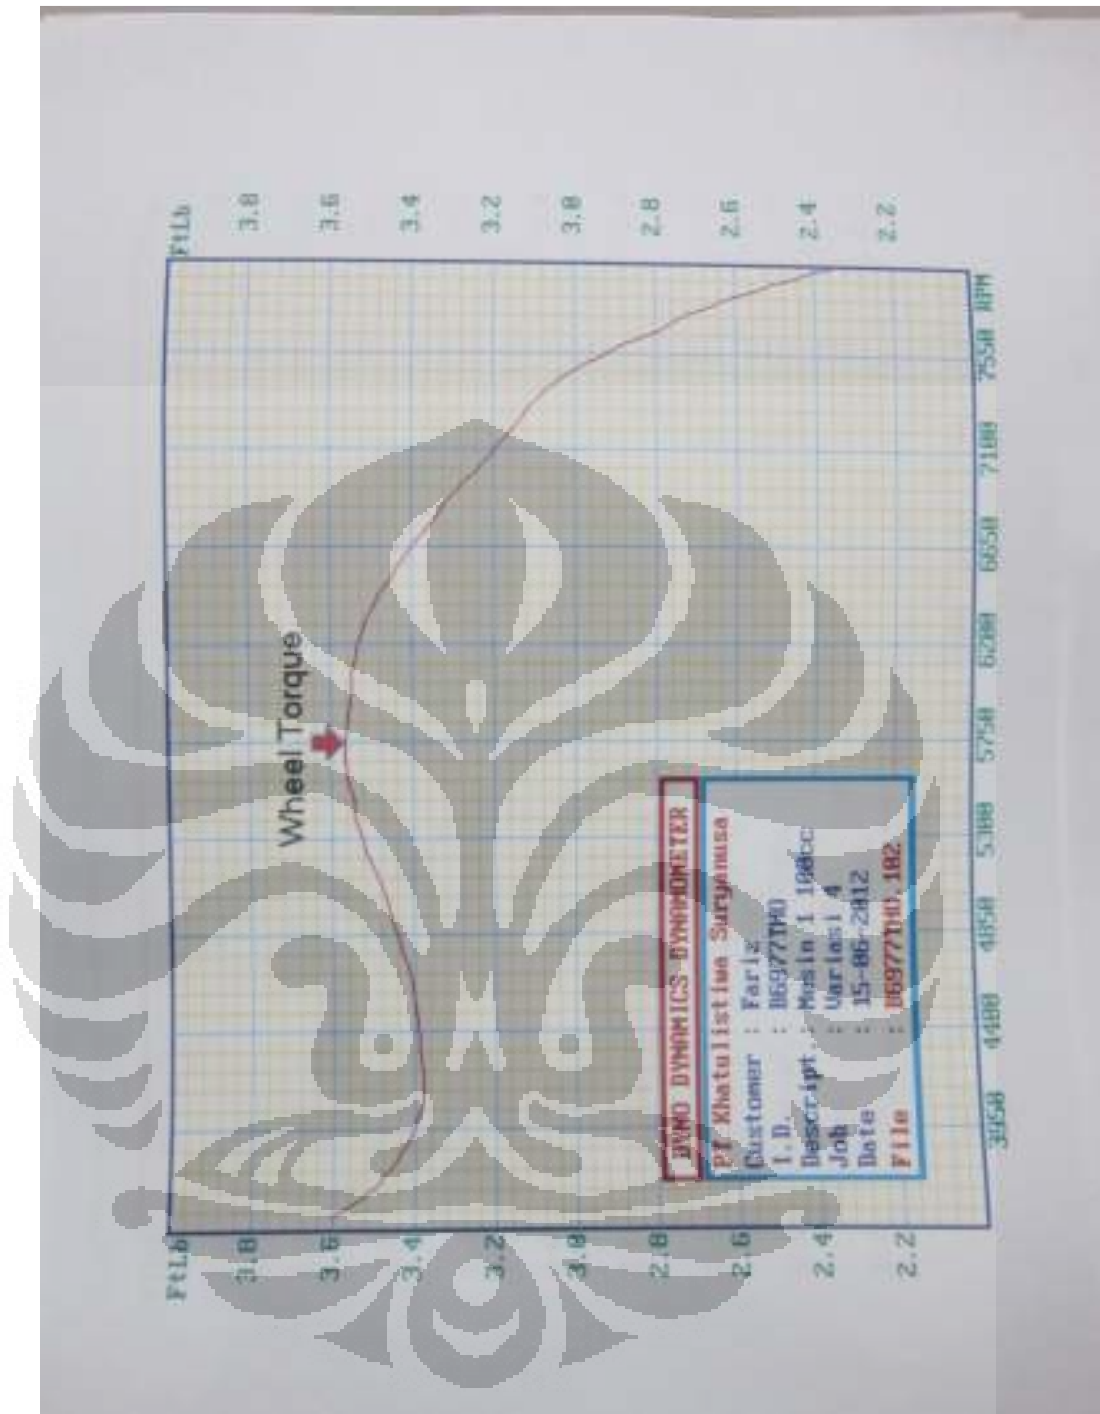 FtLb
3.8
3.6
3.4
3.2
3.0
2.8
2.6
2.4
2.2
Wheel Torque
FtLb
3.8
3.6
3.4
3.2
3.0
2.8
2.6
2.4
2.2
DYNO DYNAMICS DYNAMOMETER
PT Khatulistiwa Suryanusa
Customer : Fariz
I.D. : B6977THO
Descript : Mesin 1 100cc
Job : Variasi 4
Date : 15-06-2012
File : B6977THO.102
3950 4400 4850 5300 5750 6200 6650 7100 7550 RPM